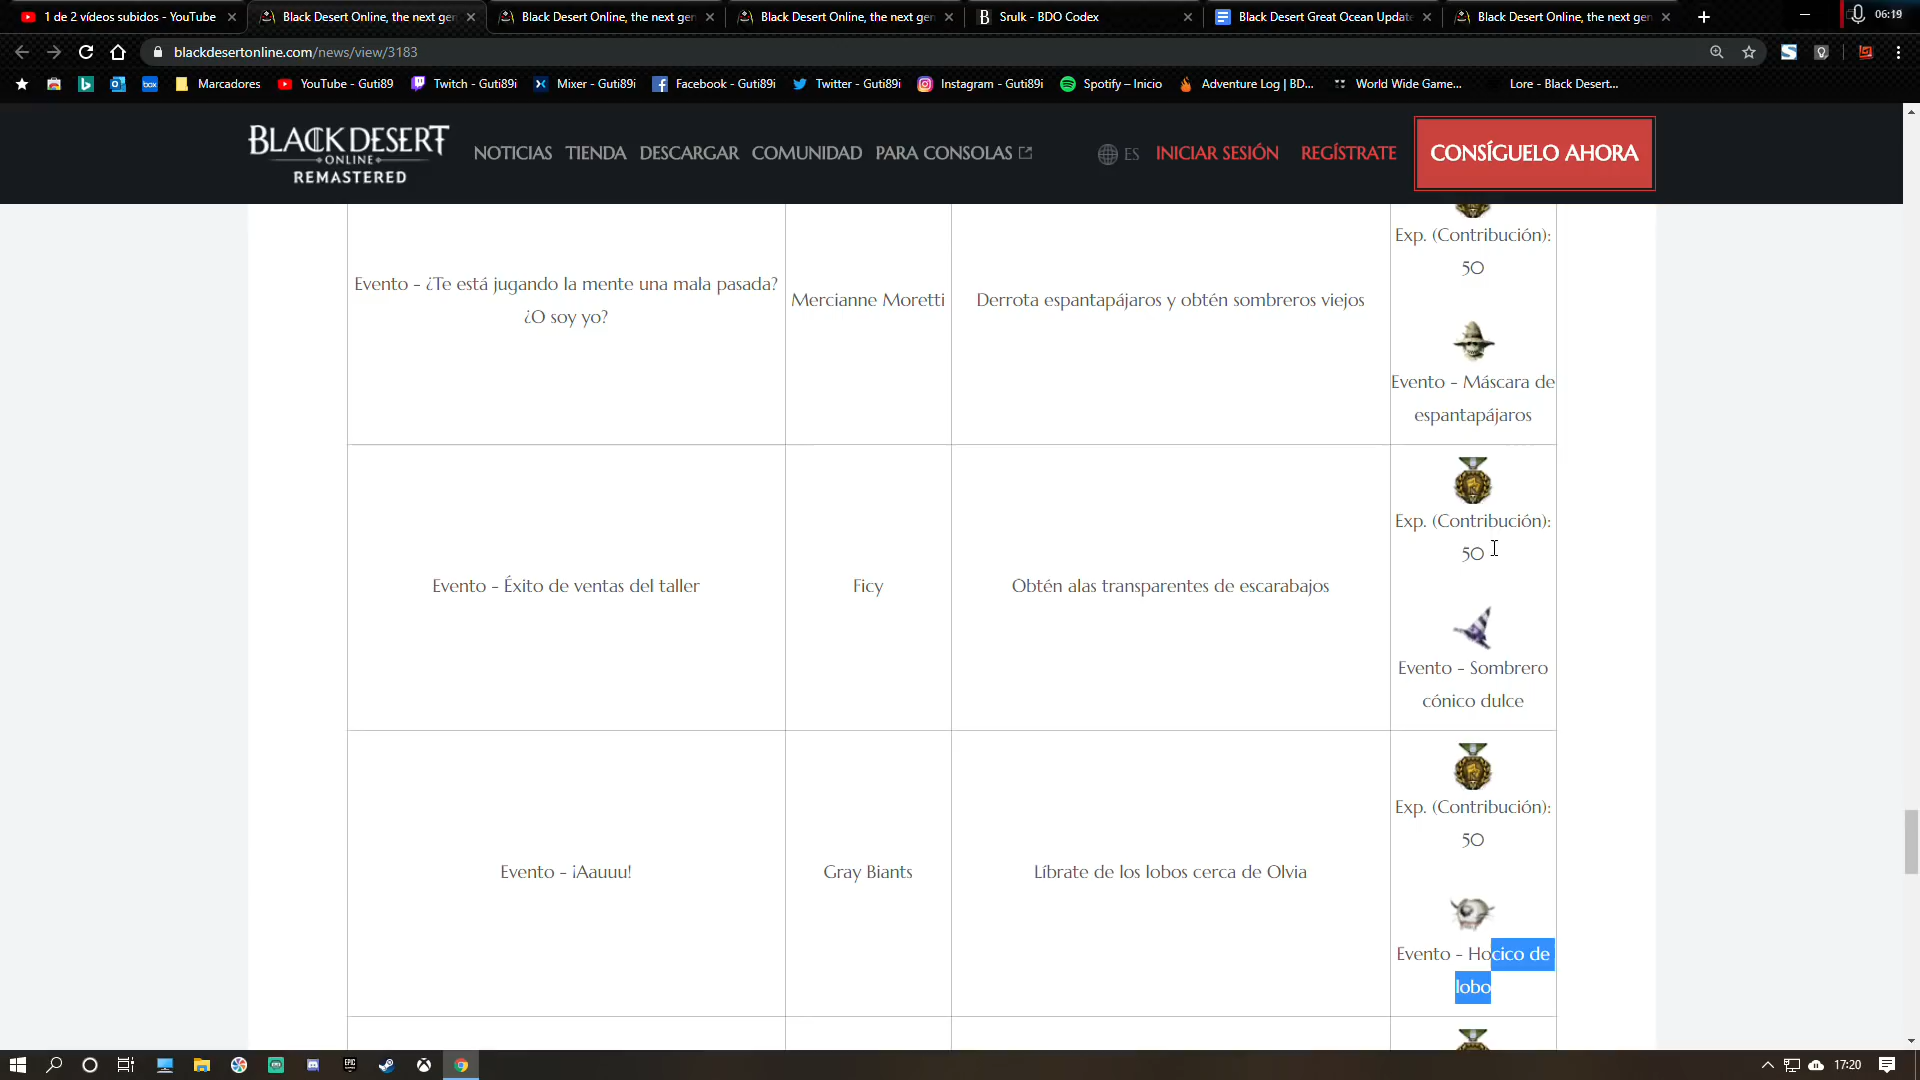 1 de 2 vídeos subidos - YouTube
Black Desert Online, the next gen
Black Desert Online, the next gen
Black Desert Online, the next gen
Srulk - BDO Codex
Black Desert Great Ocean Update
Black Desert Online, the next gen
06:19
blackdesertonline.com/news/view/3183
Marcadores
YouTube - Guti89
Twitch - Guti89i
Mixer - Guti89i
Facebook - Guti89i
Twitter - Guti89i
Instagram - Guti89i
Spotify – Inicio
Adventure Log | BD...
World Wide Game...
Lore - Black Desert...
BLACK DESERT
ONLINE
REMASTERED
NOTICIAS
TIENDA
DESCARGAR
COMUNIDAD
PARA CONSOLAS
ES
INICIAR SESIÓN
REGÍSTRATE
CONSÍGUELO AHORA
Evento - ¿Te está jugando la mente una mala pasada?
¿O soy yo?
Mercianne Moretti
Derrota espantapájaros y obtén sombreros viejos
Exp. (Contribución):
50
Evento - Máscara de
espantapájaros
Evento - Éxito de ventas del taller
Ficy
Obtén alas transparentes de escarabajos
Exp. (Contribución):
50
Evento - Sombrero
cónico dulce
Evento - ¡Aauuu!
Gray Biants
Líbrate de los lobos cerca de Olvia
Exp. (Contribución):
50
Evento - Hocico de
lobo
17:20